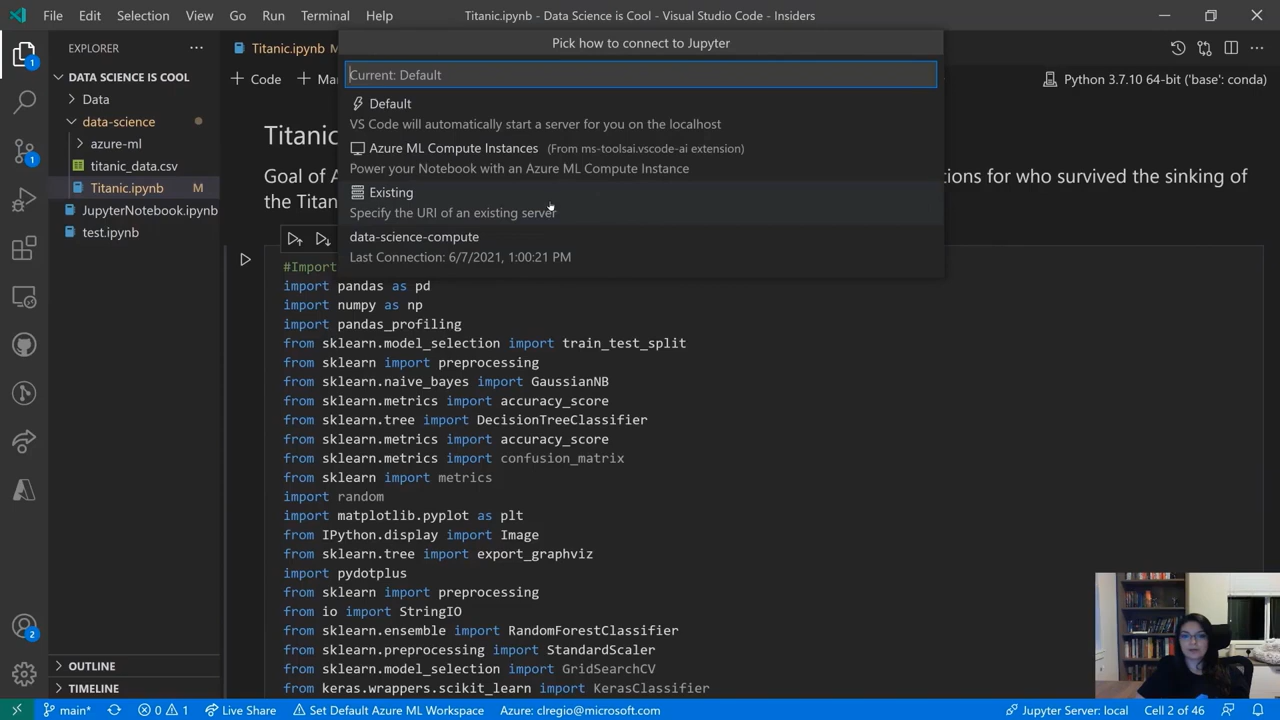 File Edit Selection View Go Run Terminal Help
Titanic.ipynb - Data Science is Cool - Visual Studio Code - Insiders
EXPLORER
DATA SCIENCE IS COOL
Data
data-science
azure-ml
titanic_data.csv
Titanic.ipynb M
JupyterNotebook.ipynb
test.ipynb
OUTLINE
TIMELINE
1
1
2
Titanic.ipynb
Code
Python 3.7.10 64-bit ('base': conda)
Pick how to connect to Jupyter
Current: Default
Default
VS Code will automatically start a server for you on the localhost
Azure ML Compute Instances (From ms-toolsai.vscode-ai extension)
Power your Notebook with an Azure ML Compute Instance
Existing
Specify the URI of an existing server
data-science-compute
Last Connection: 6/7/2021, 1:00:21 PM
Titanic
Goal of for who survived the sinking of
the
#Import
import pandas as pd
import numpy as np
import pandas_profiling
from sklearn.model_selection import train_test_split
from sklearn import preprocessing
from sklearn.naive_bayes import GaussianNB
from sklearn.metrics import accuracy_score
from sklearn.tree import DecisionTreeClassifier
from sklearn.metrics import accuracy_score
from sklearn.metrics import confusion_matrix
from sklearn import metrics
import random
import matplotlib.pyplot as plt
from IPython.display import Image
from sklearn.tree import export_graphviz
import pydotplus
from sklearn import preprocessing
from io import StringIO
from sklearn.ensemble import RandomForestClassifier
from sklearn.preprocessing import StandardScaler
from sklearn.model_selection import GridSearchCV
from keras.wrappers.scikit_learn import KerasClassifier
main* 0 1 Live Share Set Default Azure ML Workspace Azure: clregio@microsoft.com Jupyter Server: local Cell 2 of 46